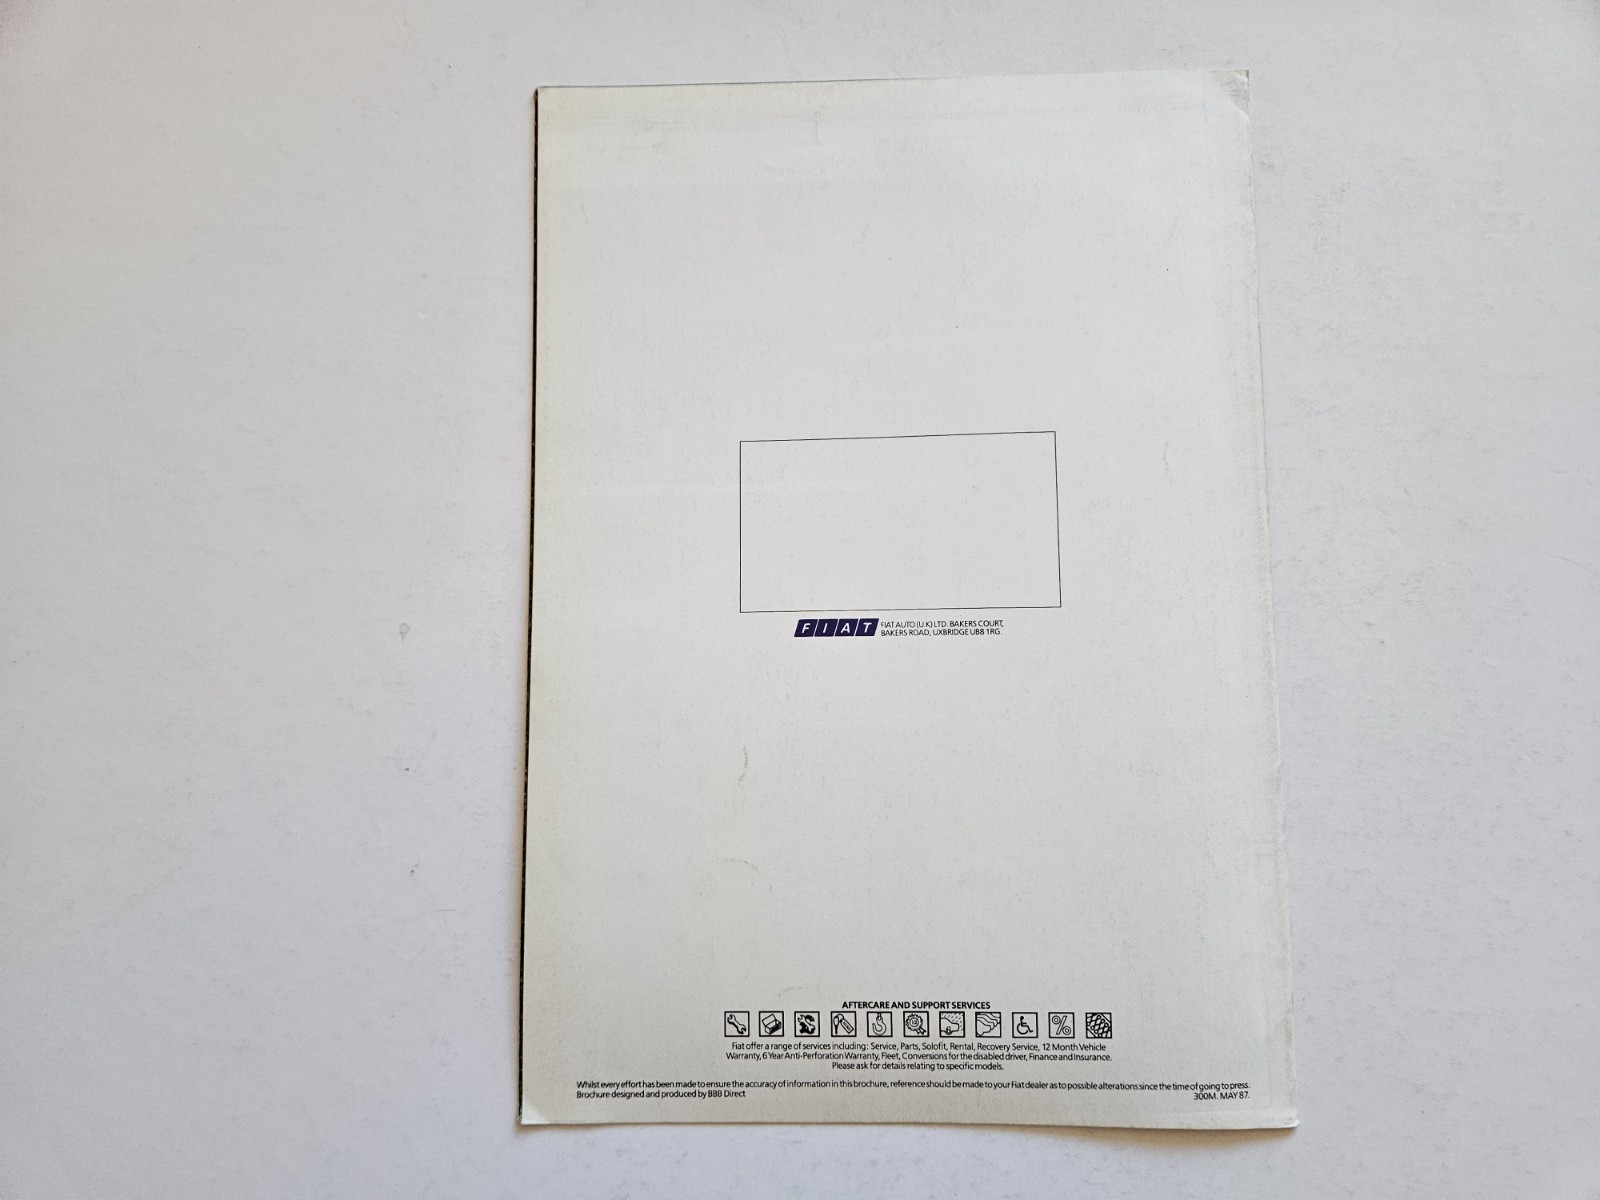 FIAT FIAT AUTO (U.K) LTD. BAKERS COURT,
BAKERS ROAD, UXBRIDGE UB8 1RG.
AFTERCARE AND SUPPORT SERVICES
Fiat offer a range of services including: Service, Parts, Solofit, Rental, Recovery Service, 12 Month Vehicle
Warranty, 6 Year Anti-Perforation Warranty, Fleet, Conversions for the disabled driver, Finance and Insurance.
Please ask for details relating to specific models.
Whilst every effort has been made to ensure the accuracy of information in this brochure, reference should be made to your Fiat dealer as to possible alterations since the time of going to press.
Brochure designed and produced by BBB Direct 300M. MAY 87.